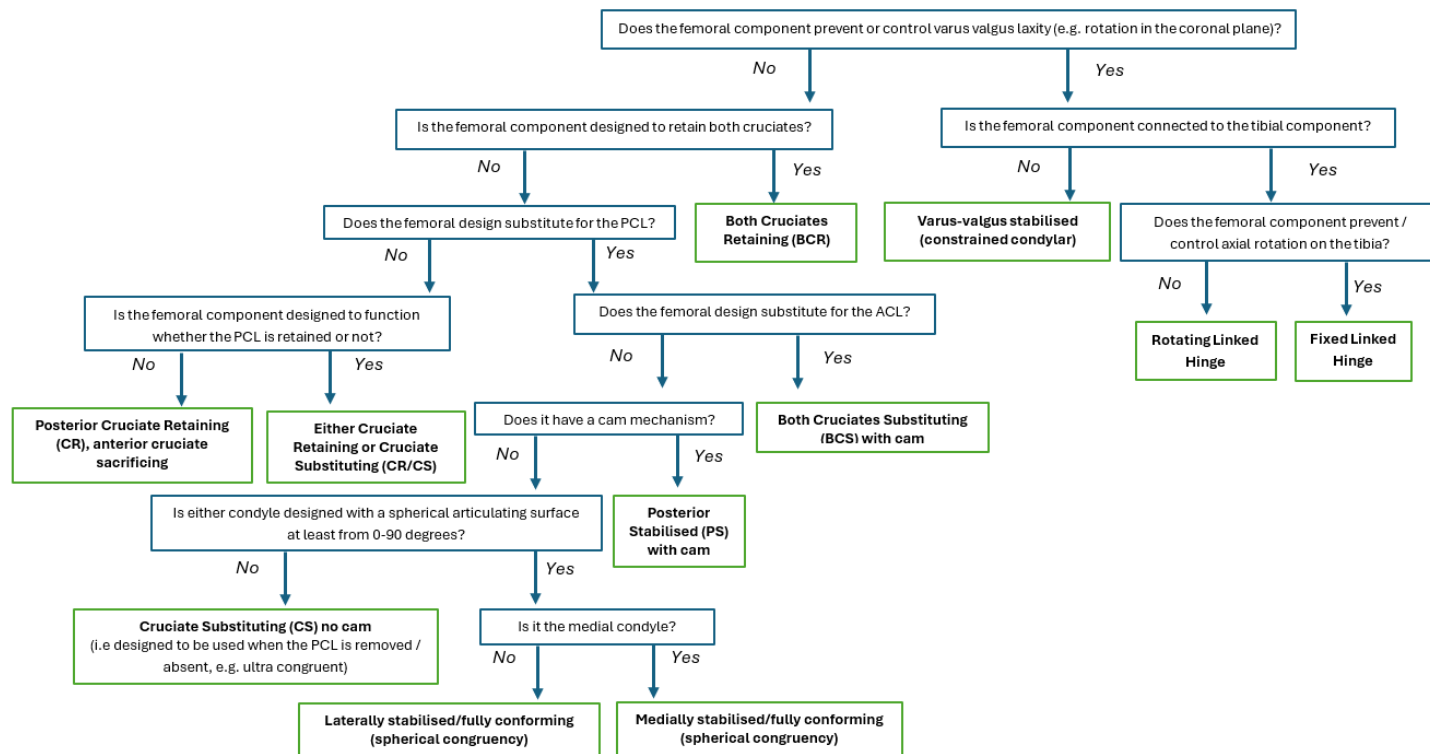 Does the femoral component prevent or control varus valgus laxity (e.g. rotation in the coronal plane)?
No
Yes
Is the femoral component designed to retain both cruciates?
Is the femoral component connected to the tibial component?
No
Yes
No
Yes
Does the femoral design substitute for the PCL?
Both Cruciates
Retaining (BCR)
Varus-valgus stabilised
(constrained condylar)
Does the femoral component prevent /
control axial rotation on the tibia?
No
Yes
No
Yes
Is the femoral component designed to function
whether the PCL is retained or not?
Does the femoral design substitute for the ACL?
Rotating Linked
Hinge
Fixed Linked
Hinge
No
Yes
No
Yes
Posterior Cruciate Retaining
(CR), anterior cruciate
sacrificing
Either Cruciate
Retaining or Cruciate
Substituting (CR/CS)
Does it have a cam mechanism?
Both Cruciates Substituting
(BCS) with cam
No
Yes
Is either condyle designed with a spherical articulating surface
at least from 0-90 degrees?
Posterior
Stabilised (PS)
with cam
No
Yes
Cruciate Substituting (CS) no cam
(i.e designed to be used when the PCL is removed /
absent, e.g. ultra congruent)
Is it the medial condyle?
No
Yes
Laterally stabilised/fully conforming
(spherical congruency)
Medially stabilised/fully conforming
(spherical congruency)